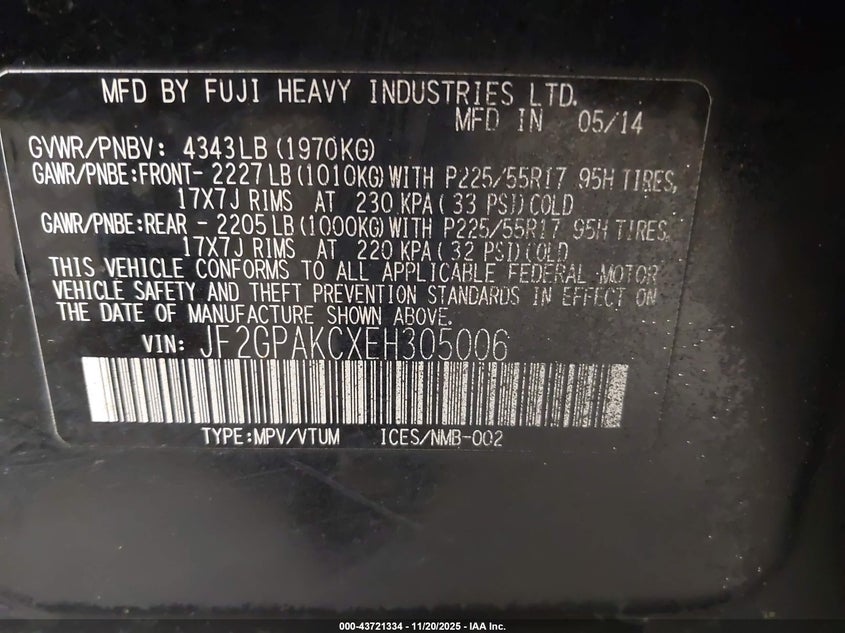 MFD BY FUJI HEAVY INDUSTRIES LTD.
MFD IN 05/14
GVWR/PNBV: 4343LB(1970KG)
GAWR/PNBE:FRONT-2227LB(1010KG)WITH P225/55R17 95H TIRES,
17X7J RIMS AT 230 KPA(33 PSI)COLD
GAWR/PNBE:REAR -2205LB(1000KG)WITH P225/55R17 95H TIRES,
17X7J RIMS AT 220 KPA(32 PSI)COLD
THIS VEHICLE CONFORMS TO ALL APPLICABLE FEDERAL MOTOR
VEHICLE SAFETY AND THEFT PREVENTION STANDARDS IN EFFECT ON
THE DATE OF MANUFACTURE SHOWN ABOVE.
VIN: JF2GPAKCXEH305006
TYPE:MPV/VTUM ICES/NMB-002
000-43721334 - 11/20/2025 - IAA Inc.